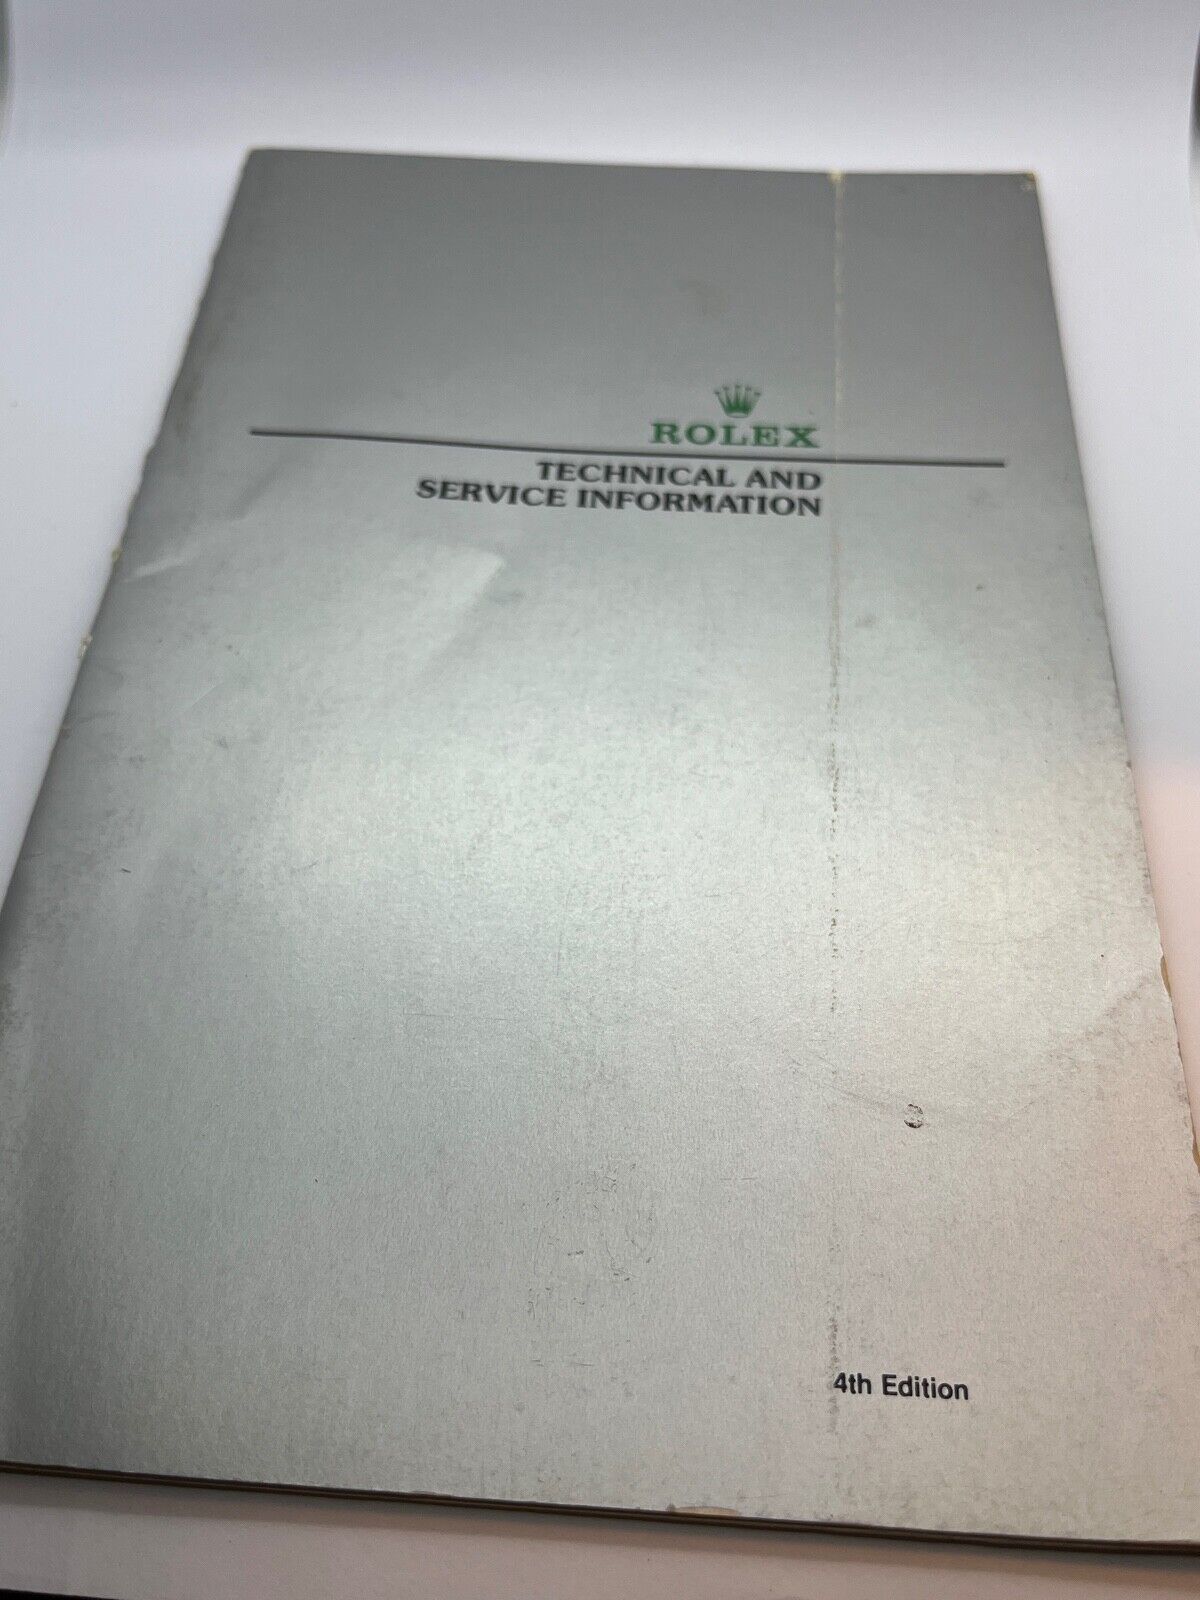 ROLEX
TECHNICAL AND
SERVICE INFORMATION
4th Edition